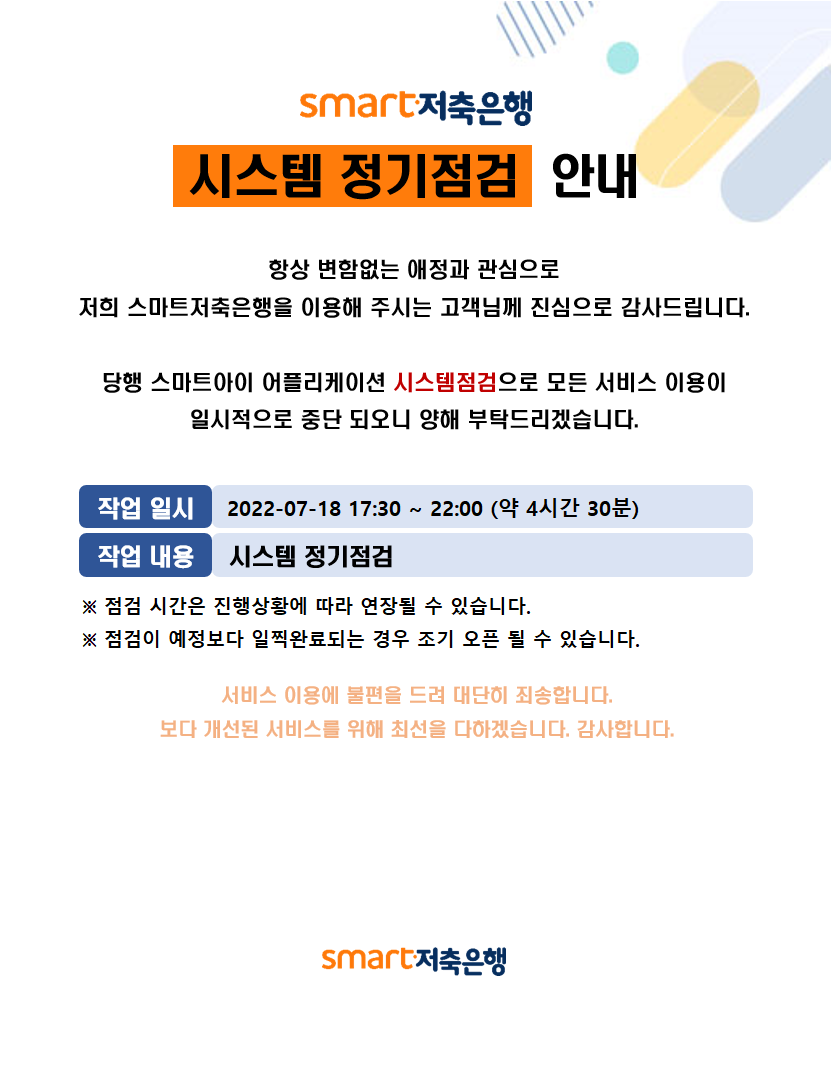 smart저축은행
시스템 정기점검 안내
항상 변함없는 애정과 관심으로
저희 스마트저축은행을 이용해 주시는 고객님께 진심으로 감사드립니다.
당행 스마트아이 어플리케이션 시스템점검으로 모든 서비스 이용이
일시적으로 중단 되오니 양해 부탁드리겠습니다.
작업 일시 2022-07-18 17:30 ~ 22:00 (약 4시간 30분)
작업 내용 시스템 정기점검
※ 점검 시간은 진행상황에 따라 연장될 수 있습니다.
※ 점검이 예정보다 일찍완료되는 경우 조기 오픈 될 수 있습니다.
서비스 이용에 불편을 드려 대단히 죄송합니다.
보다 개선된 서비스를 위해 최선을 다하겠습니다. 감사합니다.
smart저축은행